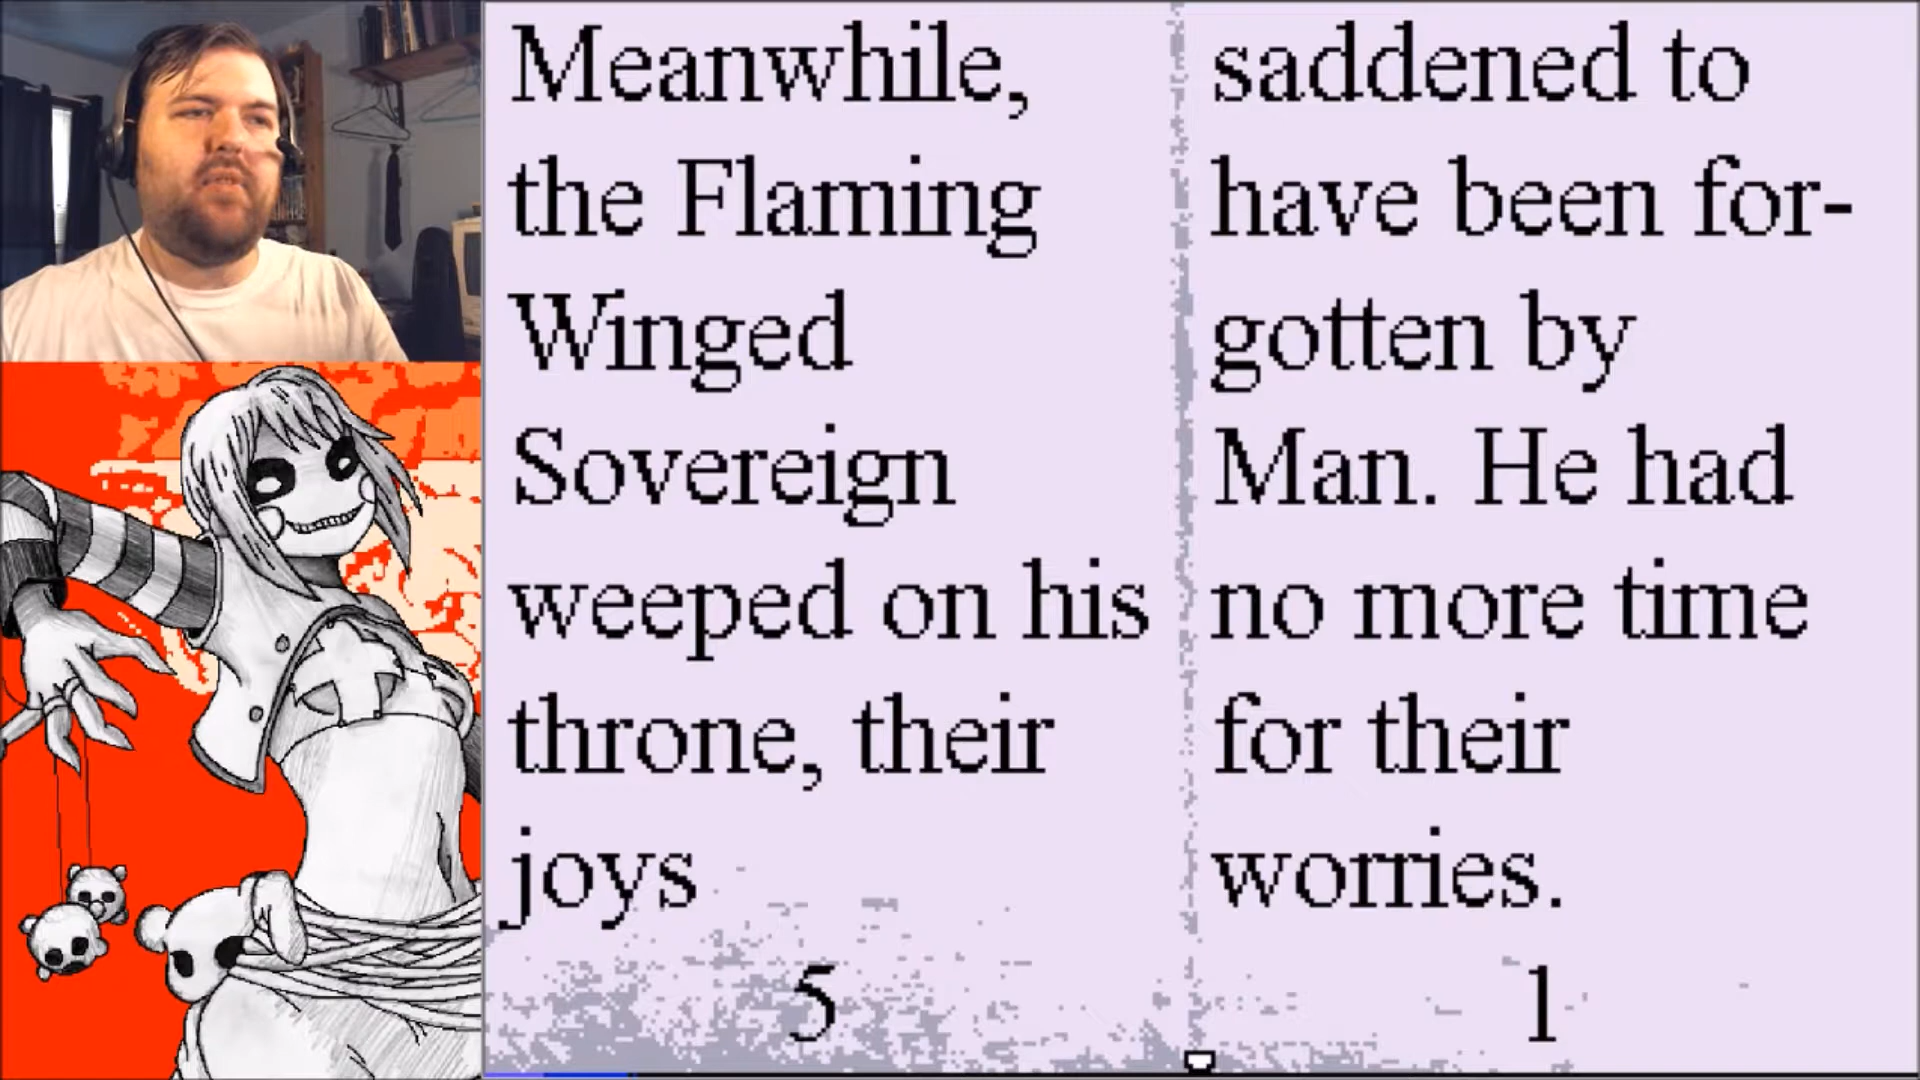 Meanwhile,
the Flaming
Winged
Sovereign
weeped on his
throne, their
joys
5
saddened to
have been for-
gotten by
Man. He had
no more time
for their
worries.
1